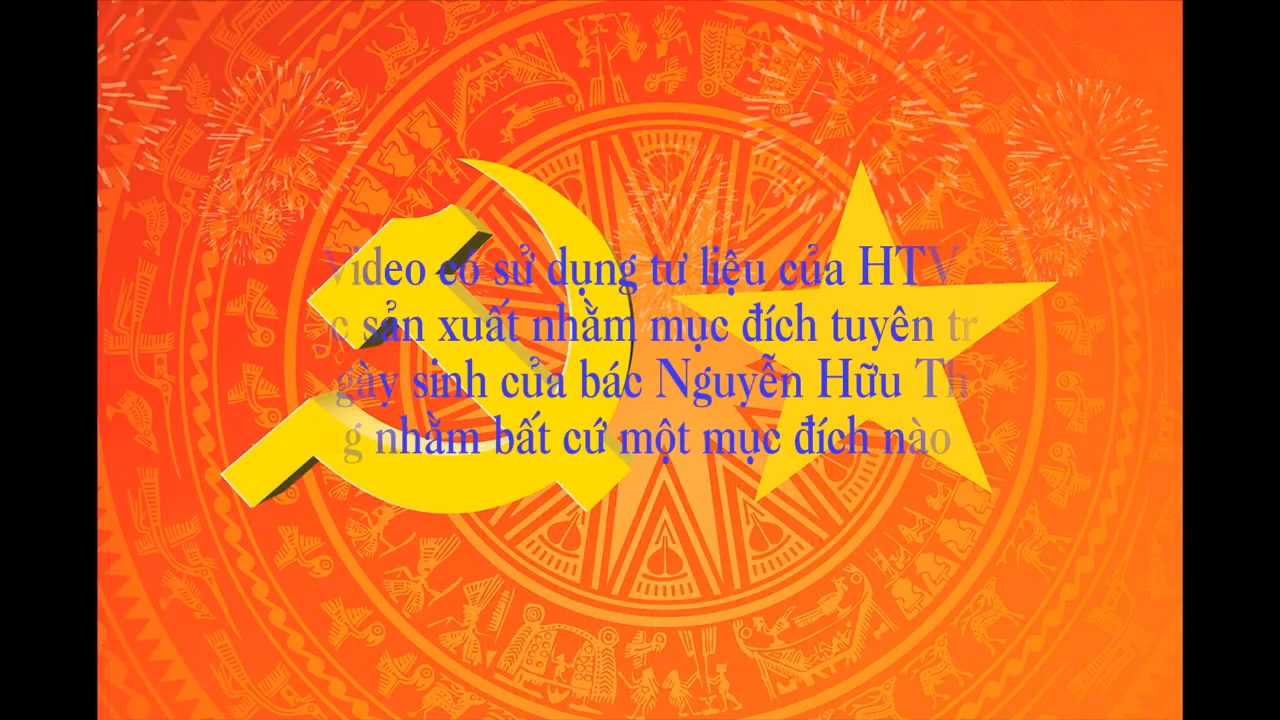 Video có sử dụng tư liệu của HTV
sản xuất nhằm mục đích tuyên
sinh của bác Nguyễn Hữu
nhằm bất cứ một mục đích nào